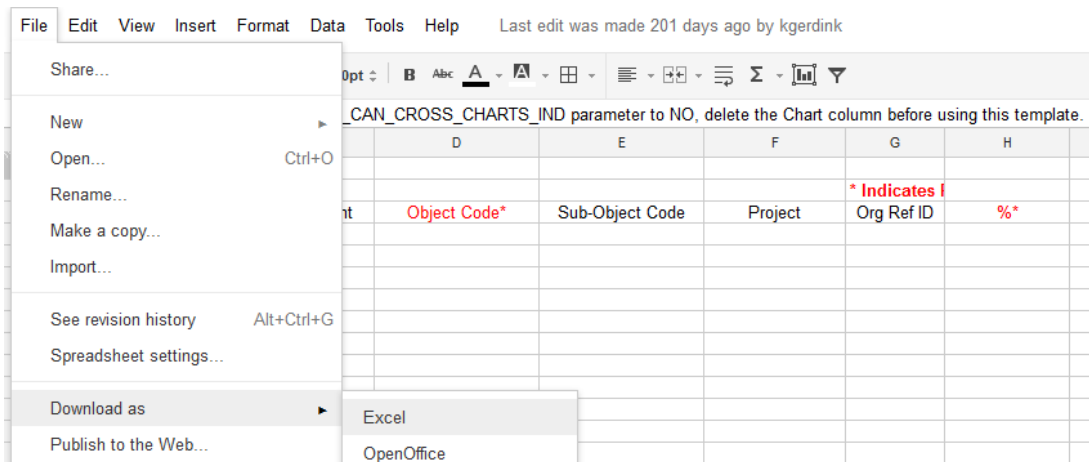 File Edit View Insert Format Data Tools Help Last edit was made 201 days ago by kgerdink
Share...
0pt B Abc A A Σ
_CAN_CROSS_CHARTS_IND parameter to NO, delete the Chart column before using this template.
New
D E F G H
Open... Ctrl+O
* Indicates
Rename...
nt Object Code* Sub-Object Code Project Org Ref ID %*
Make a copy...
Import...
See revision history Alt+Ctrl+G
Spreadsheet settings...
Download as
Excel
Publish to the Web...
OpenOffice